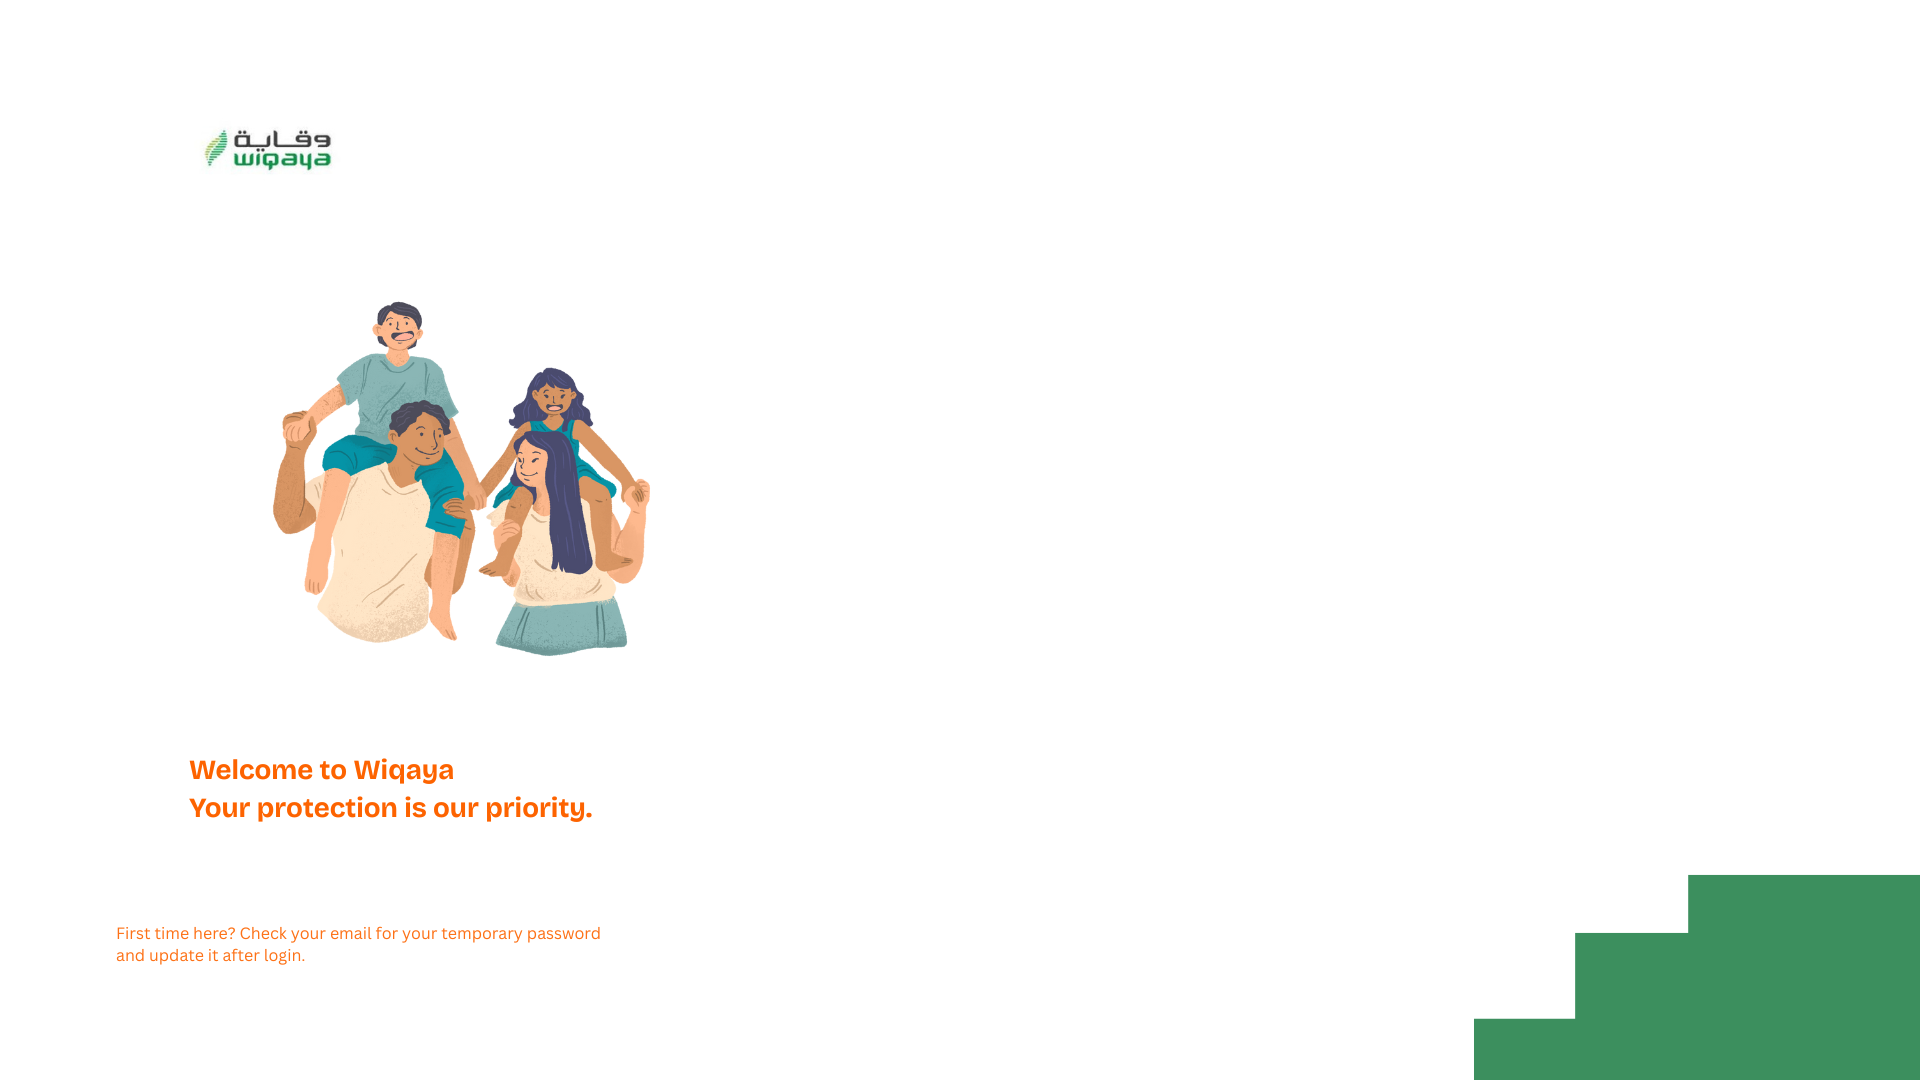 وقاية
wiqaya
Welcome to Wiqaya
Your protection is our priority.
First time here? Check your email for your temporary password
and update it after login.